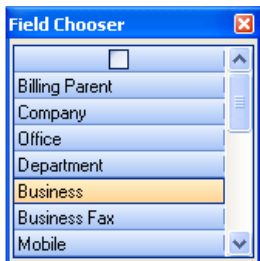 Field Chooser
Billing Parent
Company
Office
Department
Business
Business Fax
Mobile